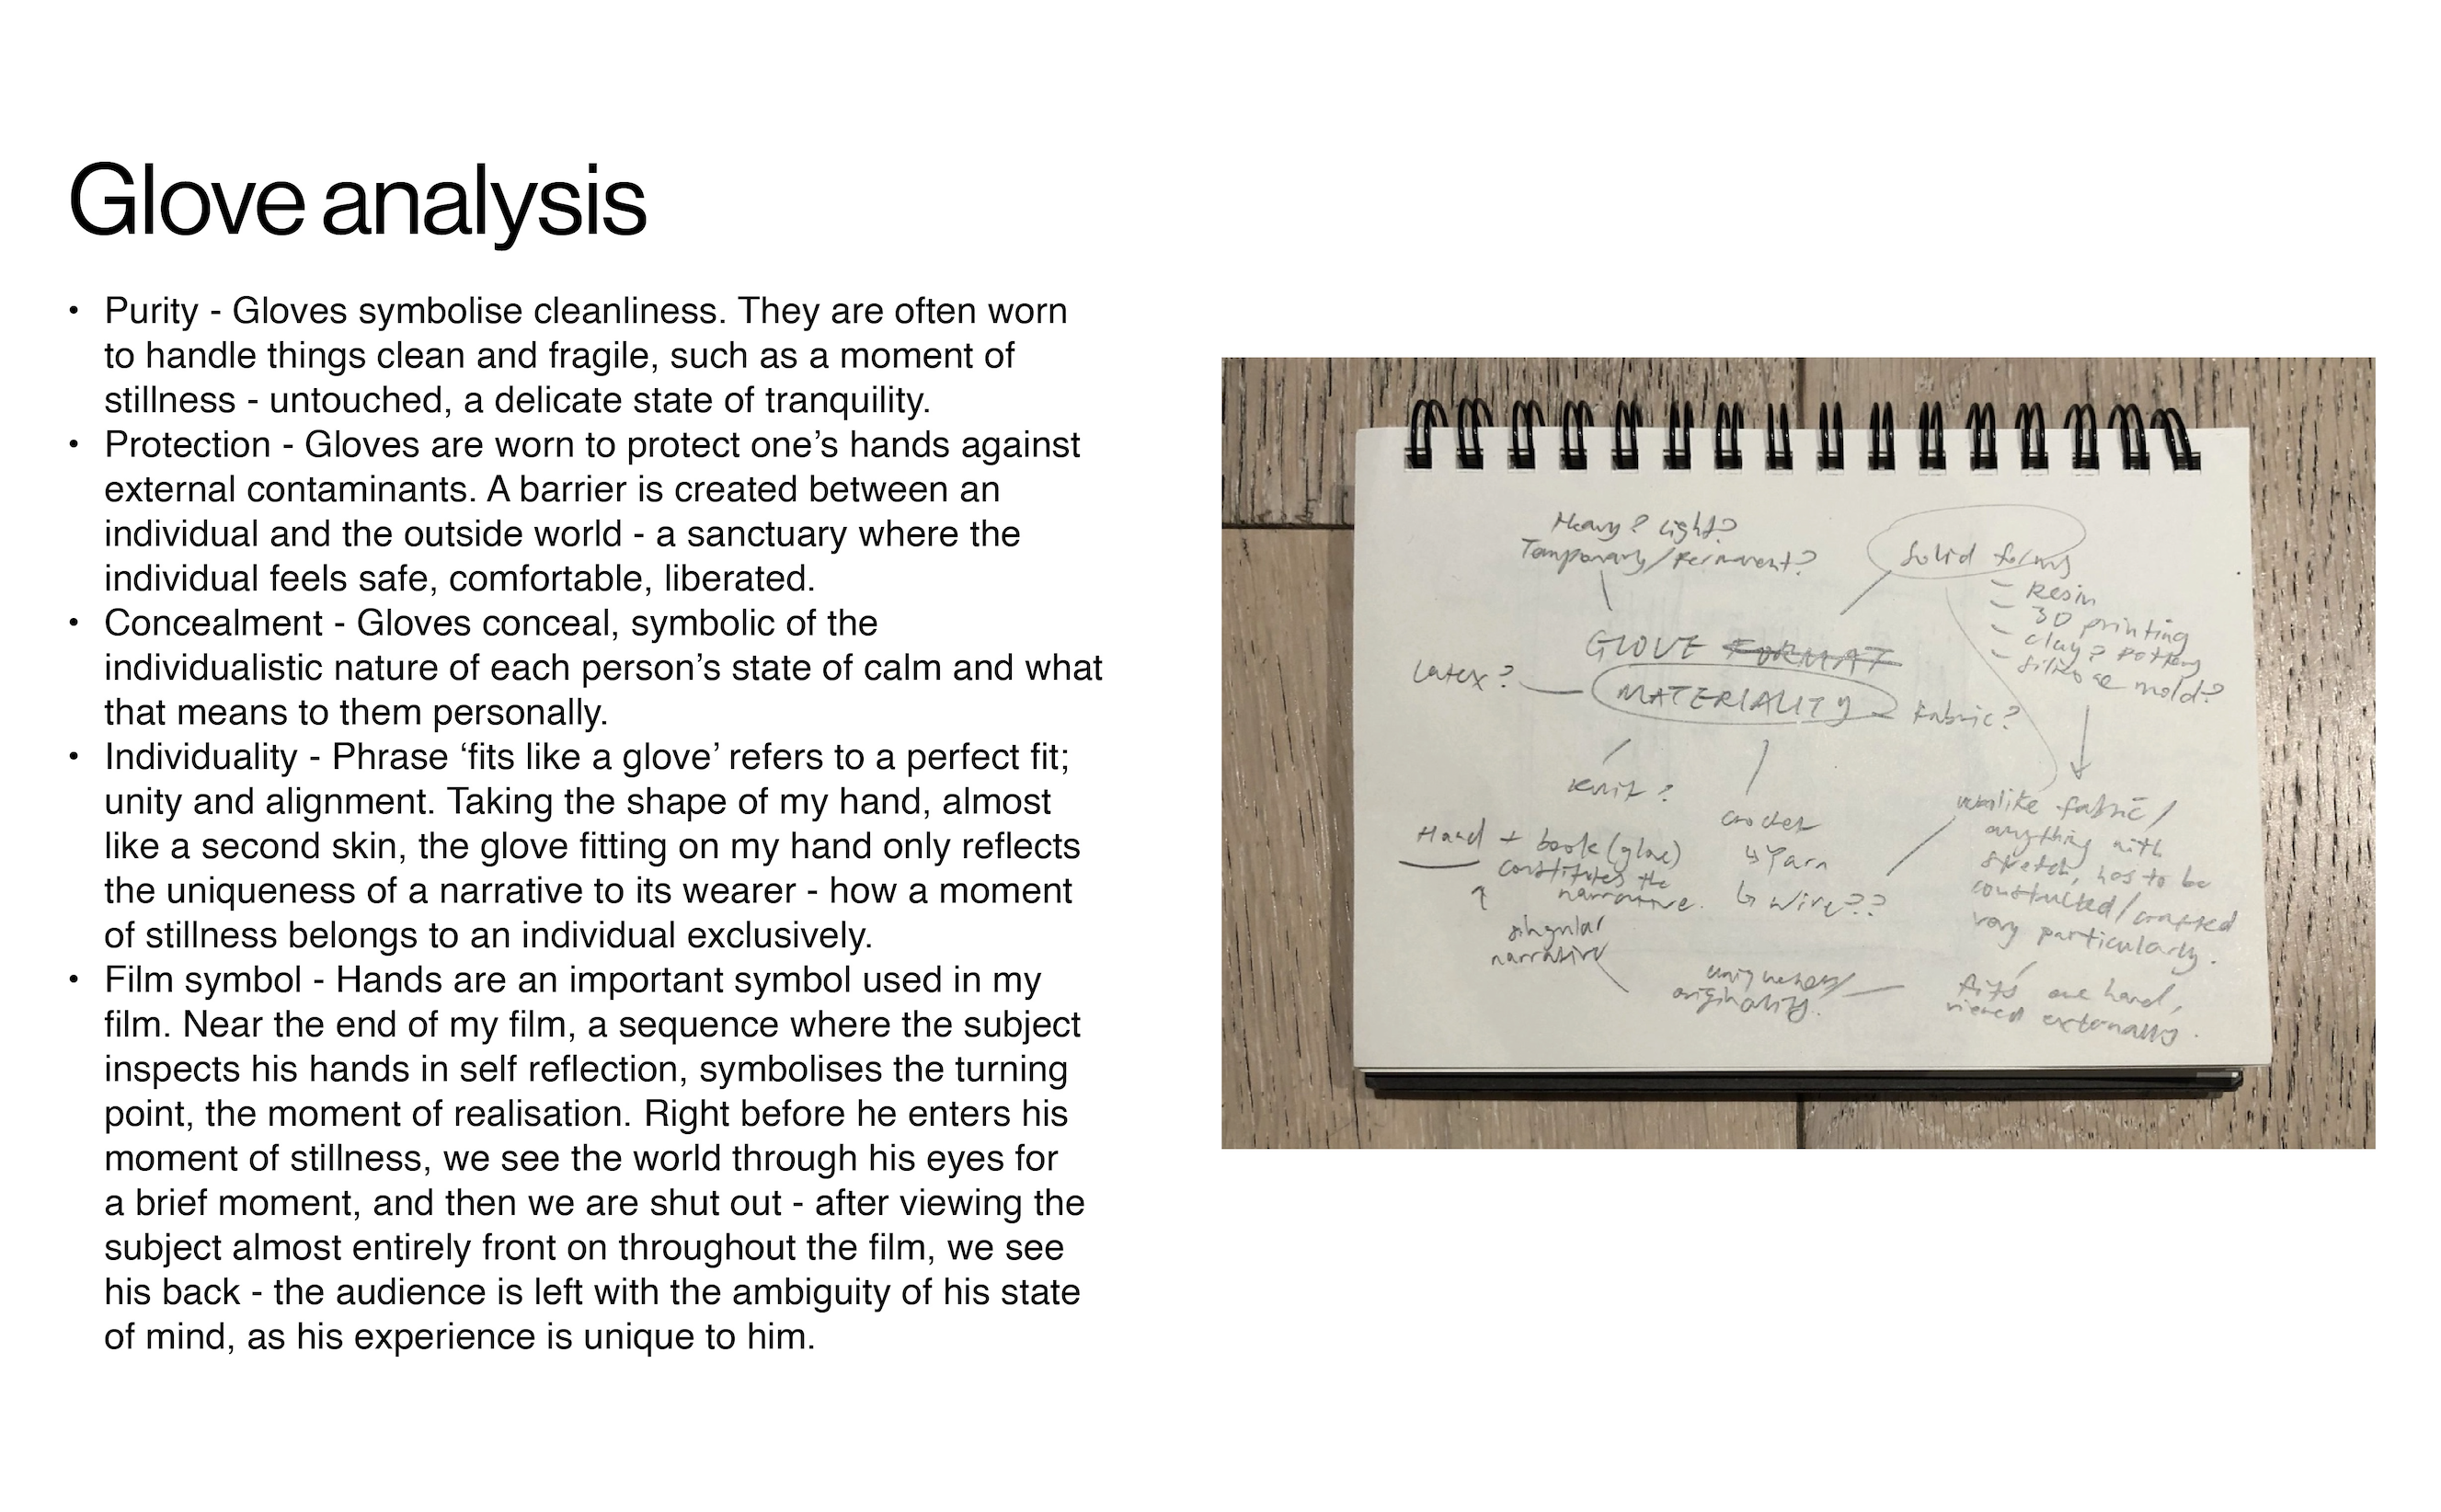 Glove analysis
• Purity - Gloves symbolise cleanliness. They are often worn
to handle things clean and fragile, such as a moment of
stillness - untouched, a delicate state of tranquility.
• Protection - Gloves are worn to protect one’s hands against
external contaminants. A barrier is created between an
individual and the outside world - a sanctuary where the
individual feels safe, comfortable, liberated.
• Concealment - Gloves conceal, symbolic of the
individualistic nature of each person’s state of calm and what
that means to them personally.
• Individuality - Phrase ‘fits like a glove’ refers to a perfect fit;
unity and alignment. Taking the shape of my hand, almost
like a second skin, the glove fitting on my hand only reflects
the uniqueness of a narrative to its wearer - how a moment
of stillness belongs to an individual exclusively.
• Film symbol - Hands are an important symbol used in my
film. Near the end of my film, a sequence where the subject
inspects his hands in self reflection, symbolises the turning
point, the moment of realisation. Right before he enters his
moment of stillness, we see the world through his eyes for
a brief moment, and then we are shut out - after viewing the
subject almost entirely front on throughout the film, we see
his back - the audience is left with the ambiguity of his state
of mind, as his experience is unique to him.
Heavy? Light?
Temporary/Permanent?
Solid forms
- Resin
- 3D printing
- clay? pottery
- silicone mold?
GLOVE FORMAT
MATERIALITY
Latex?
Fabric?
Knit?
crochet
↳ Yarn
↳ Wire??
Hand + book (glove)
constitutes the
narrative.
singular
narrative
uniqueness/
originality.
unlike fabric/
anything with
stretch, has to be
constructed/crafted
very particularly.
fits one hand,
viewed externally.